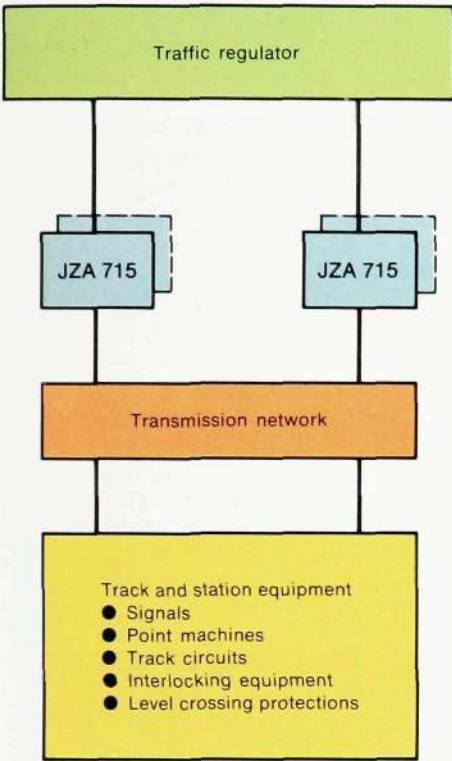 Traffic regulator
JZA 715
JZA 715
Transmission network
Track and station equipment
● Signals
● Point machines
● Track circuits
● Interlocking equipment
● Level crossing protections